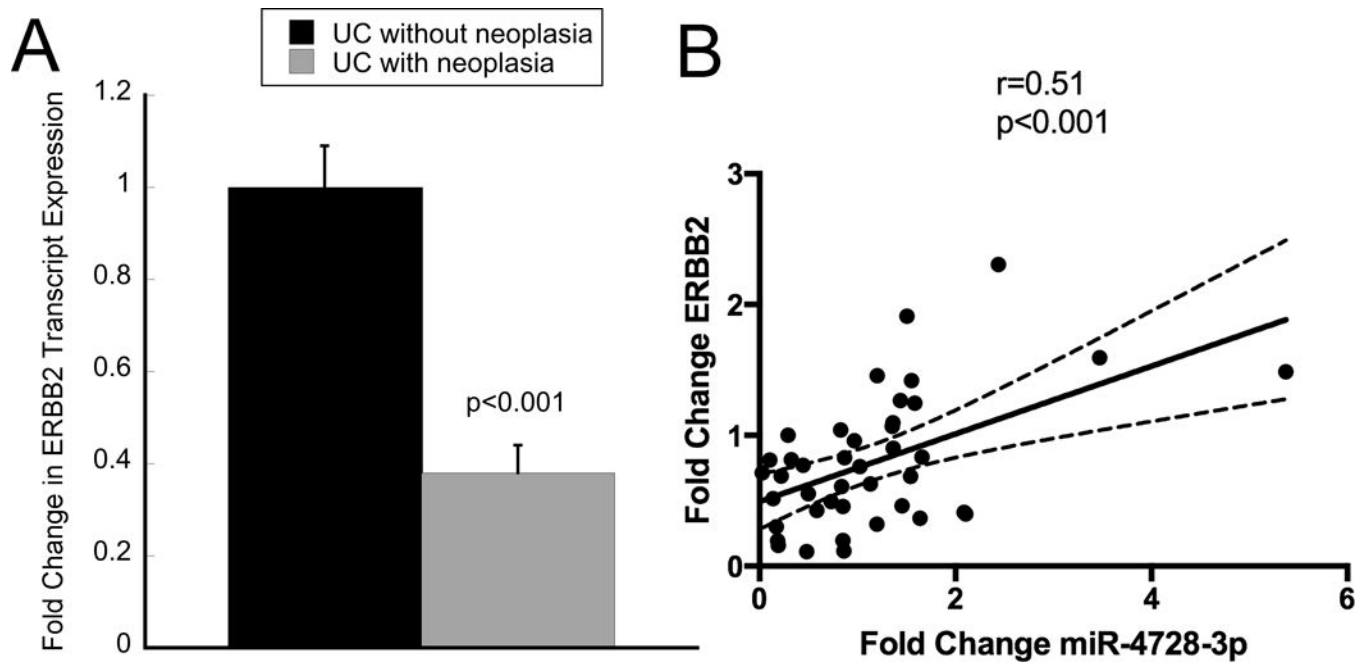 A
UC without neoplasia
UC with neoplasia
Fold Change in ERBB2 Transcript Expression
1.2
1
0.8
0.6
0.4
0.2
0
p<0.001
B
r=0.51
p<0.001
Fold Change ERBB2
3
2
1
0
0
2
4
6
Fold Change miR-4728-3p